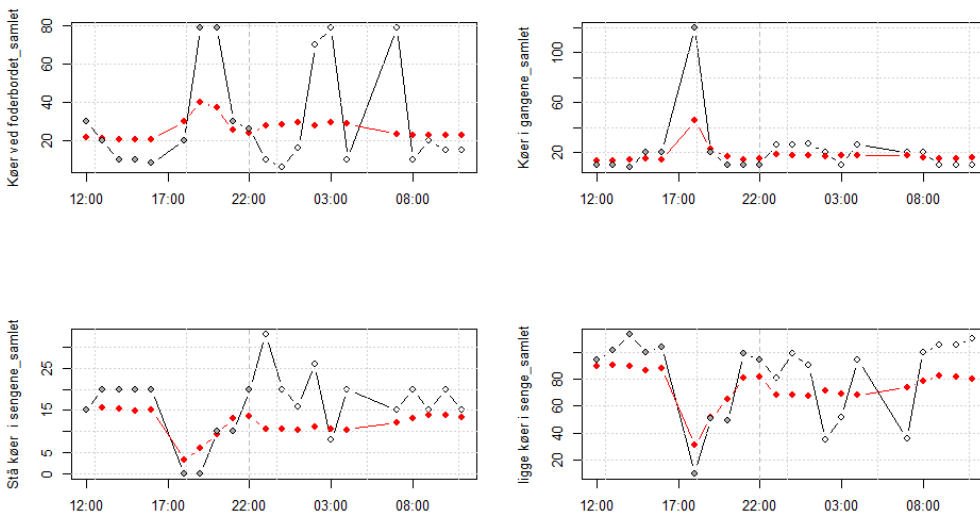 Køer ved foderbordet_samlet
20 40 60 80
12:00 17:00 22:00 03:00 08:00
Køer i gangene_samlet
20 60 100
12:00 17:00 22:00 03:00 08:00
Stå køer i sengene_samlet
0 5 15 25
12:00 17:00 22:00 03:00 08:00
ligge køer i senge_samlet
20 40 60 80
12:00 17:00 22:00 03:00 08:00